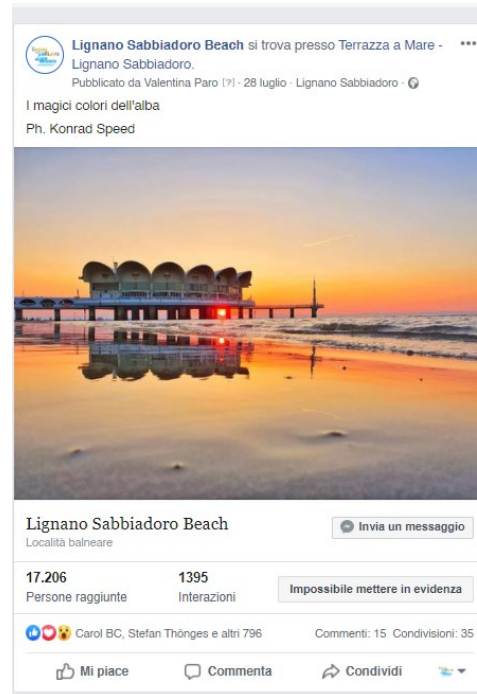 Lignano Sabbiadoro Beach si trova presso Terrazza a Mare -
Lignano Sabbiadoro.
Pubblicato da Valentina Paro [?] · 28 luglio · Lignano Sabbiadoro ·
I magici colori dell'alba
Ph. Konrad Speed
Lignano Sabbiadoro Beach
Località balneare
Invia un messaggio
17.206
Persone raggiunte
1395
Interazioni
Impossibile mettere in evidenza
Carol BC, Stefan Thönges e altri 796
Commenti: 15 Condivisioni: 35
Mi piace
Commenta
Condividi